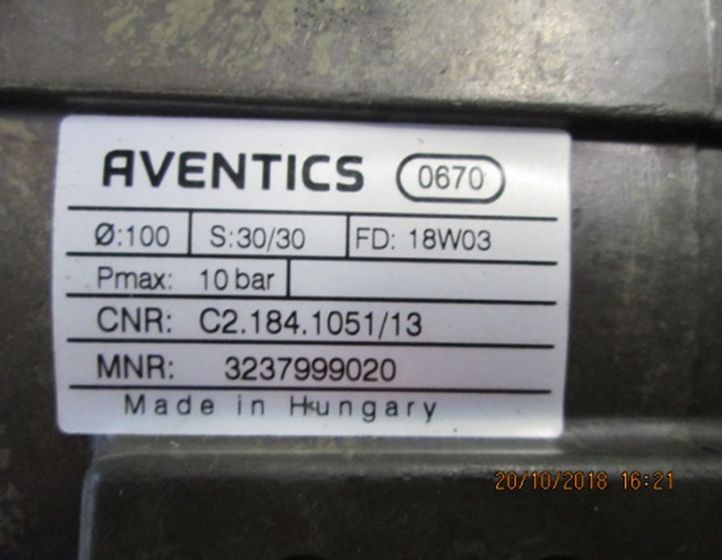 AVENTICS 0670
Ø:100 S:30/30 FD: 18W03
Pmax: 10 bar
CNR: C2.184.1051/13
MNR: 3237999020
Made in Hungary
20/10/2018 16:21